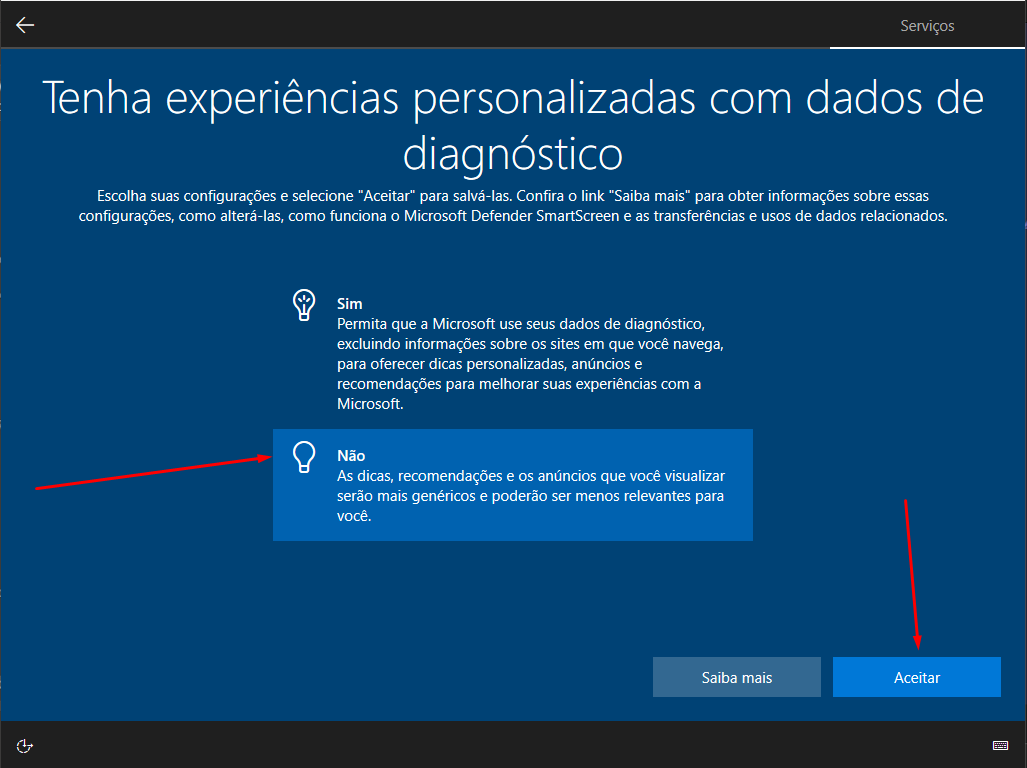 Serviços
Tenha experiências personalizadas com dados de
diagnóstico
Escolha suas configurações e selecione "Aceitar" para salvá-las. Confira o link "Saiba mais" para obter informações sobre essas
configurações, como alterá-las, como funciona o Microsoft Defender SmartScreen e as transferências e usos de dados relacionados.
Sim
Permita que a Microsoft use seus dados de diagnóstico,
excluindo informações sobre os sites em que você navega,
para oferecer dicas personalizadas, anúncios e
recomendações para melhorar suas experiências com a
Microsoft.
Não
As dicas, recomendações e os anúncios que você visualizar
serão mais genéricos e poderão ser menos relevantes para
você.
Saiba mais
Aceitar